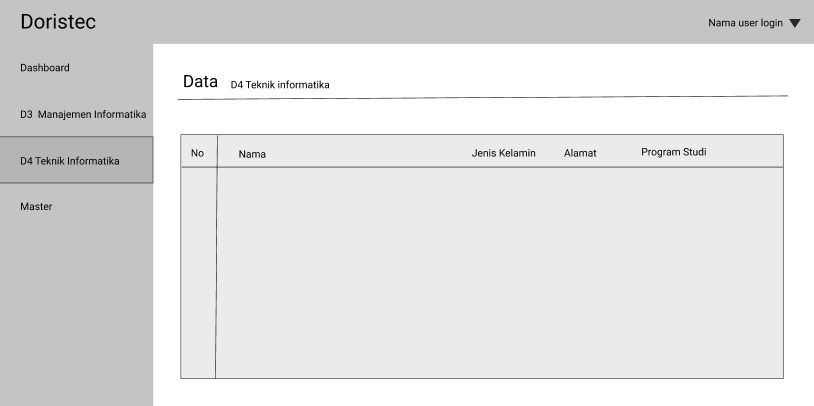 Doristec
Nama user login
Dashboard
D3 Manajemen Informatika
D4 Teknik Informatika
Master
Data D4 Teknik informatika
No Nama Jenis Kelamin Alamat Program Studi